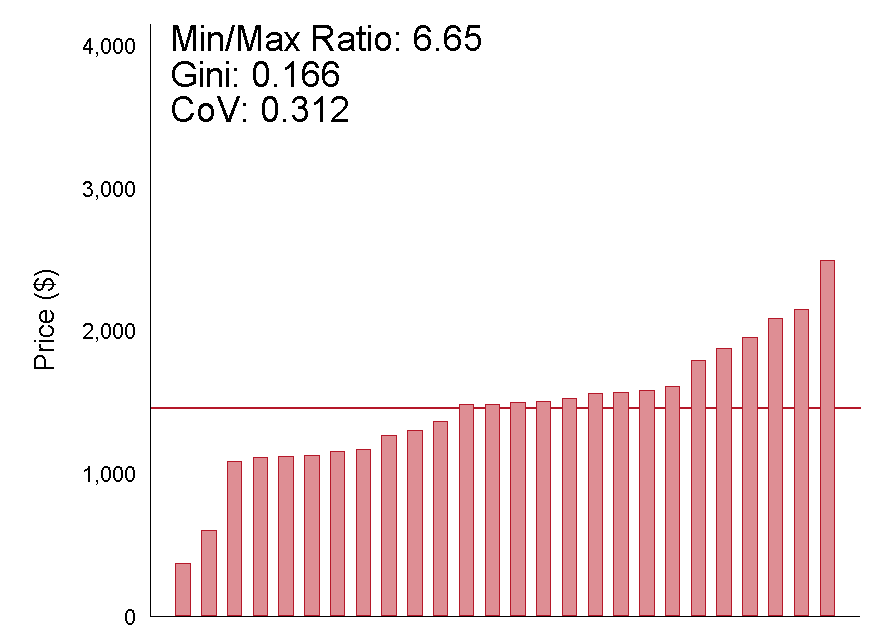 Min/Max Ratio: 6.65
Gini: 0.166
CoV: 0.312
4,000
3,000
2,000
1,000
0
Price ($)